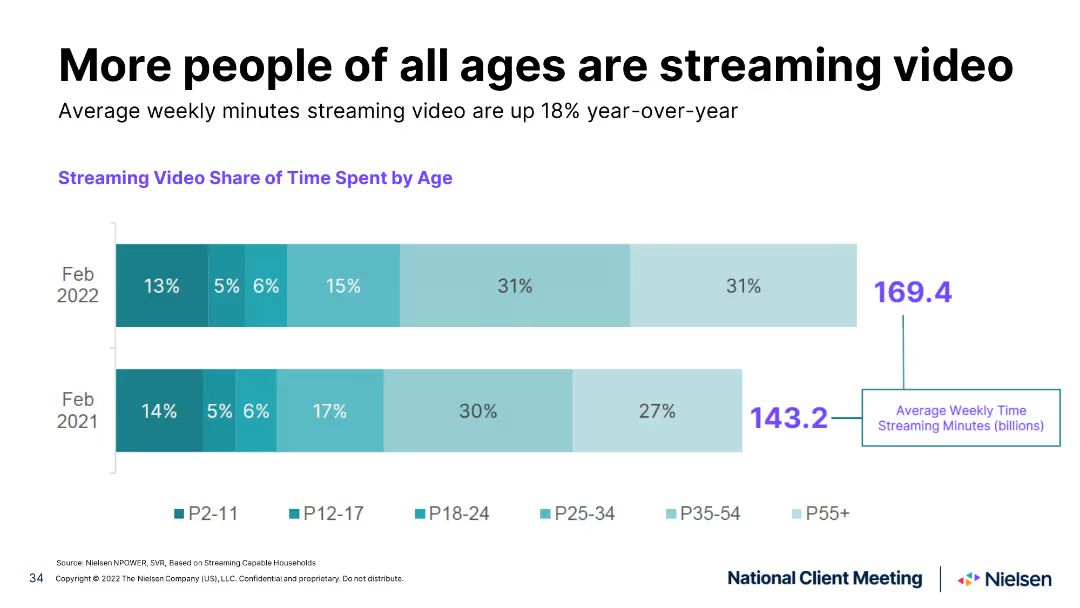 More people of all ages are streaming video
Average weekly minutes streaming video are up 18% year-over-year
Streaming Video Share of Time Spent by Age
Feb
2022
13%
5%
6%
15%
31%
31%
169.4
Feb
2021
14%
5%
6%
17%
30%
27%
143.2
Average Weekly Time
Streaming Minutes (billions)
P2-11
P12-17
P18-24
P25-34
P35-54
P55+
Source: Nielsen NPOWER, SVR, Based on Streaming Capable Households
34
Copyright © 2022 The Nielsen Company (US), LLC. Confidential and proprietary. Do not distribute.
National Client Meeting
Nielsen